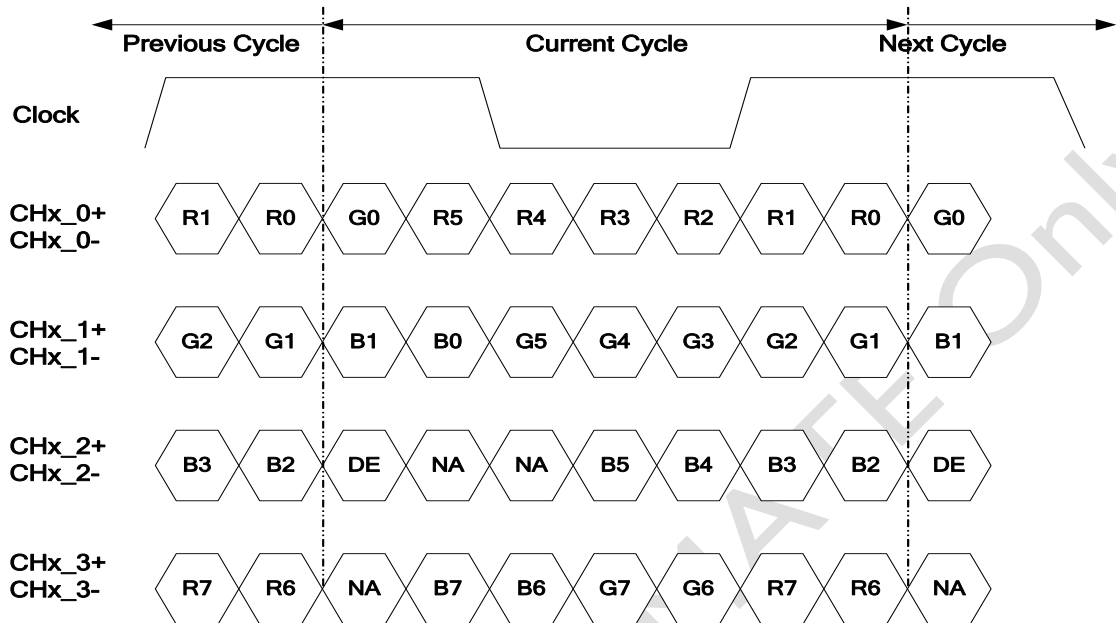 Previous Cycle Current Cycle Next Cycle
Clock
CHx_0+
CHx_0-
R1 R0 G0 R5 R4 R3 R2 R1 R0 G0
CHx_1+
CHx_1-
G2 G1 B1 B0 G5 G4 G3 G2 G1 B1
CHx_2+
CHx_2-
B3 B2 DE NA NA B5 B4 B3 B2 DE
CHx_3+
CHx_3-
R7 R6 NA B7 B6 G7 G6 R7 R6 NA
Only